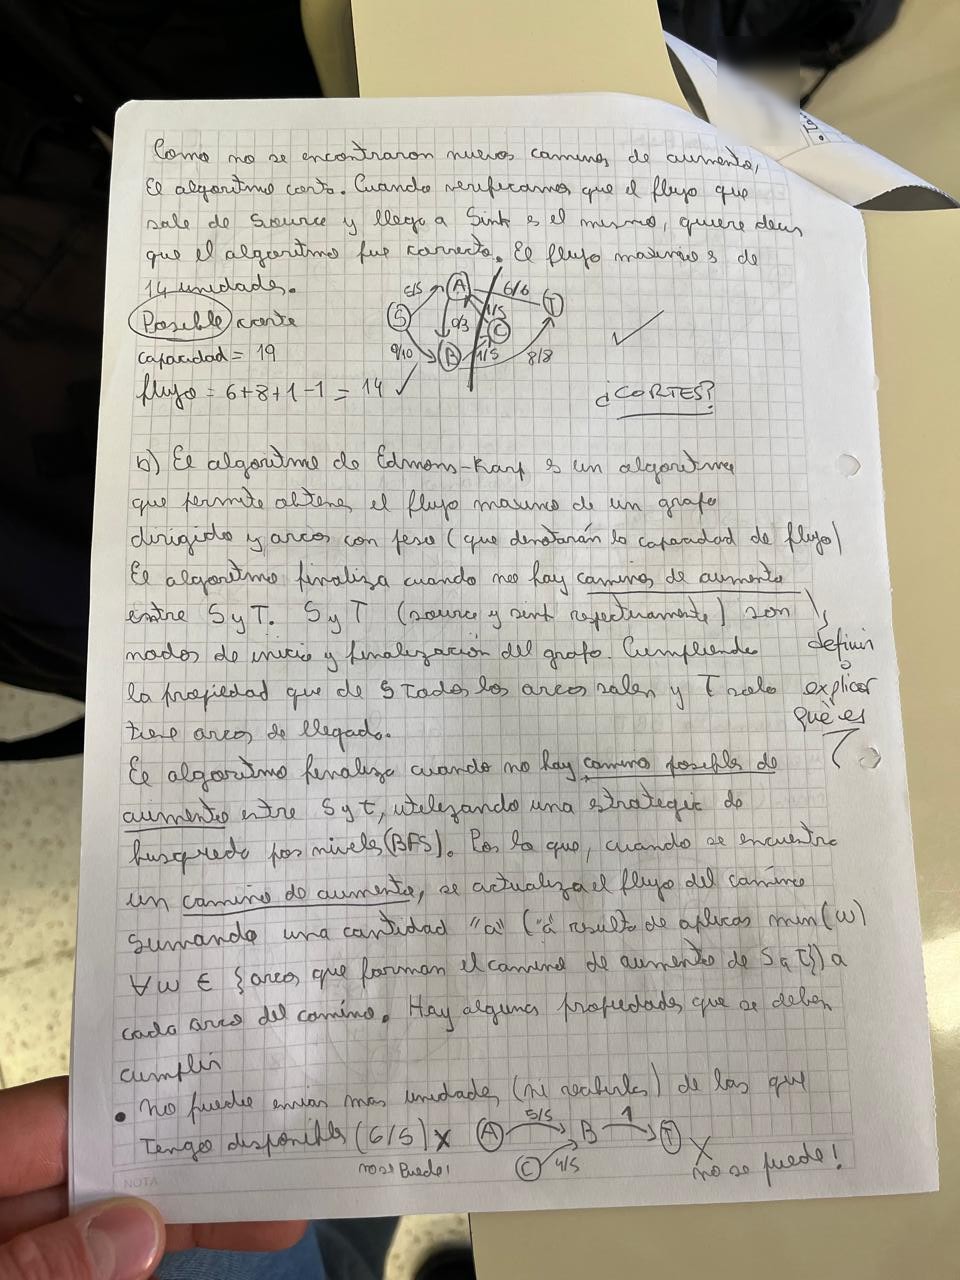 Como no se encontraron nuevos caminos de aumento,
El algoritmo corto. Cuando verificamos que el flujo que
sale de Source y llega a Sink es el mismo, quiere decir
que el algoritmo fue correcto. El flujo maximo es de
14 unidades.
Posible corte
capacidad = 19
flujo = 6+8+1-1 = 14 ✓
S A B C T
5/5 6/6
0/3 1/5
9/10 1/5 8/8
¿CORTES?
b) El algoritmo de Edmons-Karp es un algoritmo
que permite obtener el flujo maximo de un grafo
dirigido y arcos con peso (que denotarán la capacidad de flujo)
El algoritmo finaliza cuando no hay caminos de aumento
entre S y T. S y T (source y sink respectivamente) son
nodos de inicio y finalización del grafo. Cumpliendo
la propiedad que de S todos los arcos salen y T solo
tiene arcos de llegada.
definir
o
explicar
qué es
El algoritmo finaliza cuando no hay camino posible de
aumento entre S y t, utilizando una estrategia de
busqueda por niveles (BFS). Por lo que, cuando se encuentra
un camino de aumento, se actualiza el flujo del camino
sumando una cantidad "a" ("a" resulta de aplicar min(w)
∀w ∈ {arcos que forman el camino de aumento de S a T}) a
cada arco del camino. Hay algunas propiedades que se deben
cumplir
• No puedo enviar mas unidades (ni recibirlas) de las que
Tengo disponibles (6/5) x
no se puede!
A 5/5 B 1 T X
C 4/5
no se puede!
NOTA